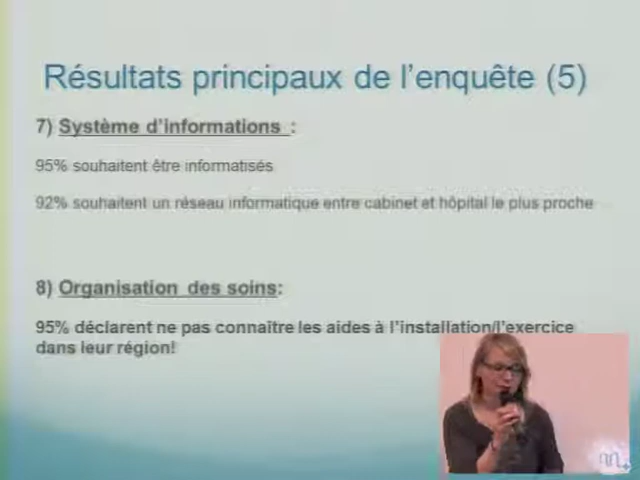 Résultats principaux de l'enquête (5)
7) Système d'informations :
95% souhaitent être informatisés
92% souhaitent un réseau informatique entre cabinet et hôpital le plus proche
8) Organisation des soins:
95% déclarent ne pas connaître les aides à l'installation/l'exercice
dans leur région!